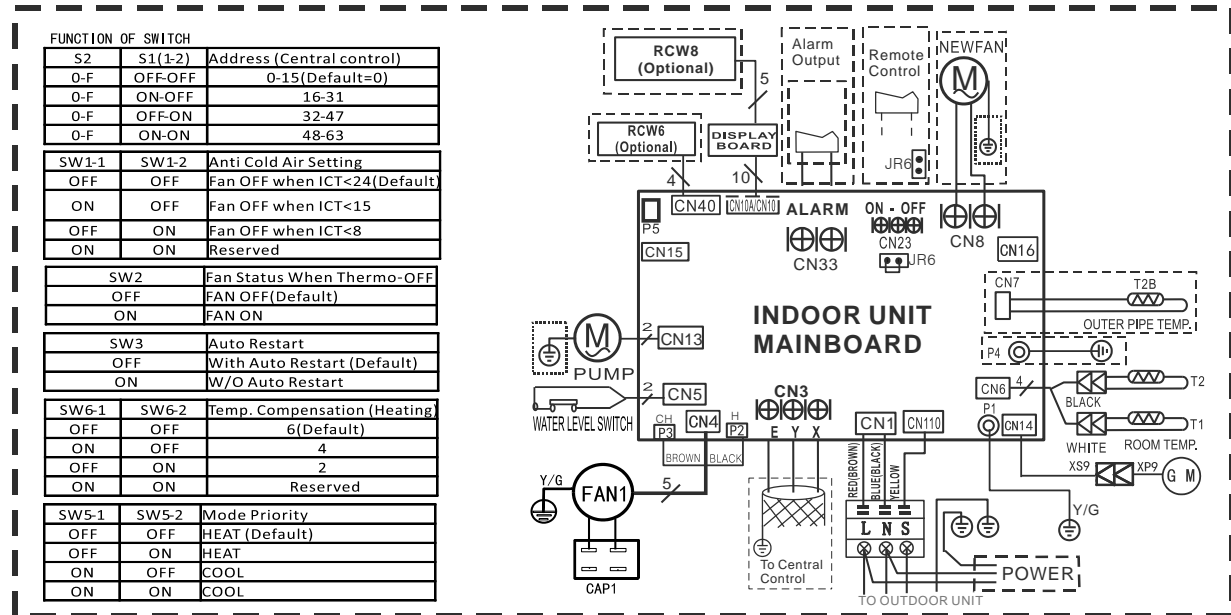 FUNCTION OF SWITCH
S2 S1(1-2) Address (Central control)
0-F OFF-OFF 0-15(Default=0)
0-F ON-OFF 16-31
0-F OFF-ON 32-47
0-F ON-ON 48-63
SW1-1 SW1-2 Anti Cold Air Setting
OFF OFF Fan OFF when ICT<24(Default)
ON OFF Fan OFF when ICT<15
OFF ON Fan OFF when ICT<8
ON ON Reserved
SW2 Fan Status When Thermo-OFF
OFF FAN OFF(Default)
ON FAN ON
SW3 Auto Restart
OFF With Auto Restart (Default)
ON W/O Auto Restart
SW6-1 SW6-2 Temp. Compensation (Heating)
OFF OFF 6(Default)
ON OFF 4
OFF ON 2
ON ON Reserved
SW5-1 SW5-2 Mode Priority
OFF OFF HEAT (Default)
OFF ON HEAT
ON OFF COOL
ON ON COOL
RCW8
(Optional)
5
RCW6
(Optional)
4
DISPLAY
BOARD
10
Alarm
Output
Remote
Control
JR6
NEWFAN
M
P5
CN40
CN10A/CN10
ALARM
CN33
ON - OFF
CN23
JR6
CN8
CN16
CN15
CN7
T2B
OUTER PIPE TEMP.
INDOOR UNIT
MAINBOARD
M
PUMP
2
CN13
P4
WATER LEVEL SWITCH
2
CN5
CN6
4
BLACK
T2
WHITE
T1
ROOM TEMP.
CH
P3
CN4
H
P2
BROWN
BLACK
CN3
E Y X
CN1
CN110
P1
CN14
XS9
XP9
G M
Y/G
FAN1
5
CAP1
To Central
Control
RED(BROWN)
BLUE(BLACK)
YELLOW
L N S
Y/G
POWER
TO OUTDOOR UNIT